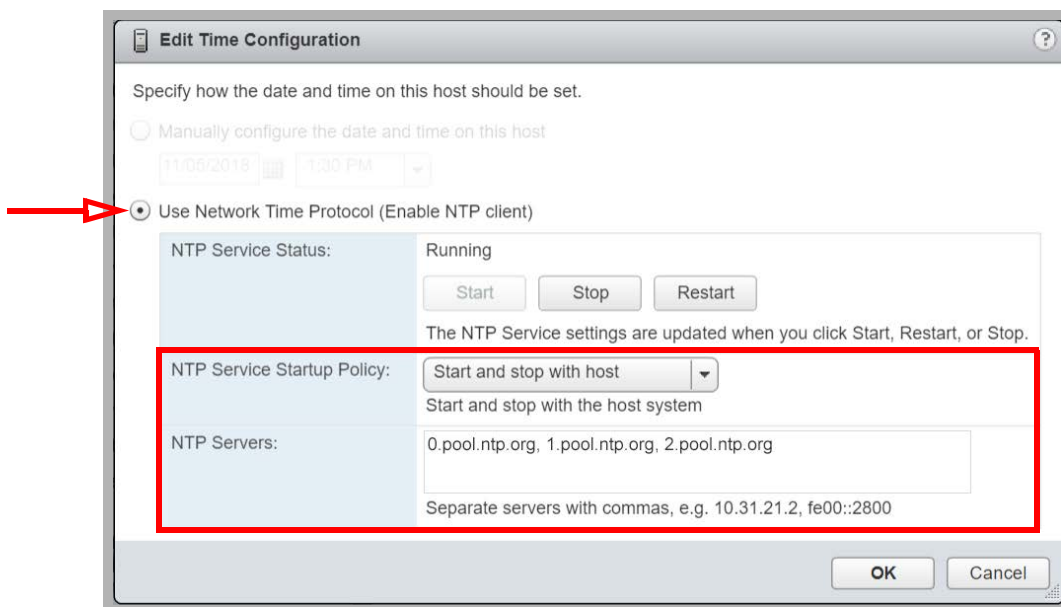 Edit Time Configuration
?
Specify how the date and time on this host should be set.
Manually configure the date and time on this host
11/05/2018 1:30 PM
Use Network Time Protocol (Enable NTP client)
NTP Service Status: Running
Start Stop Restart
The NTP Service settings are updated when you click Start, Restart, or Stop.
NTP Service Startup Policy: Start and stop with host
Start and stop with the host system
NTP Servers: 0.pool.ntp.org, 1.pool.ntp.org, 2.pool.ntp.org
Separate servers with commas, e.g. 10.31.21.2, fe00::2800
OK Cancel